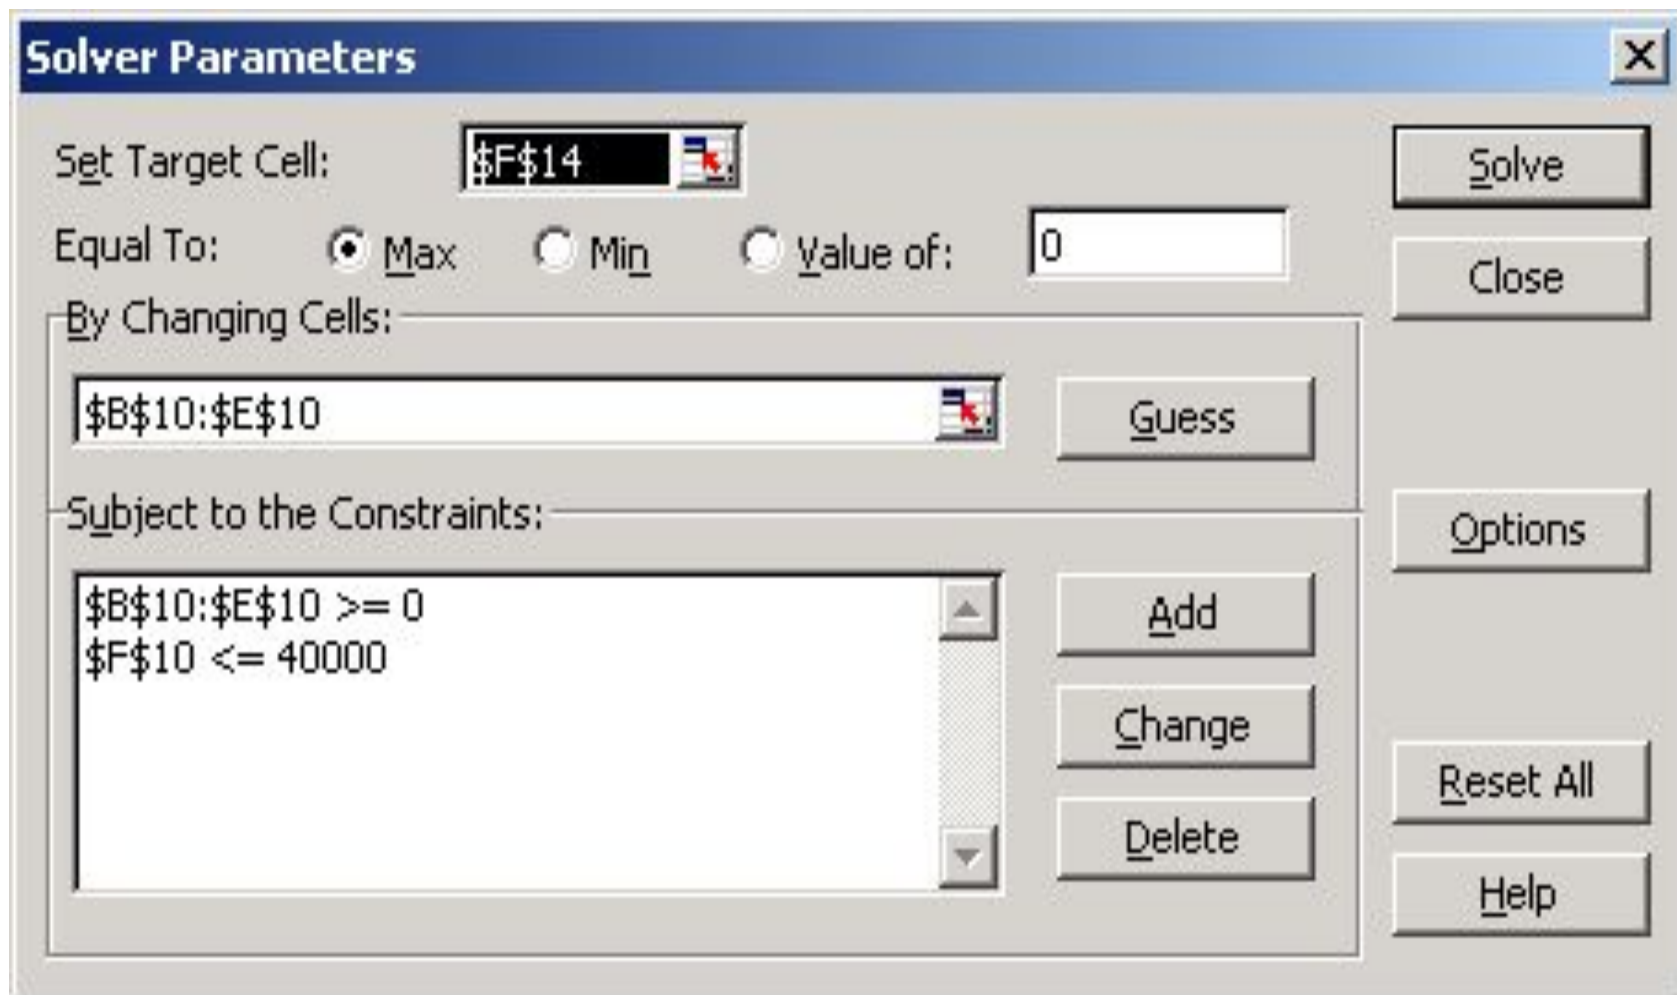 Solver Parameters
Set Target Cell: $F$14
Solve
Equal To: Max Min Value of: 0
Close
By Changing Cells:
$B$10:$E$10
Guess
Subject to the Constraints:
Options
$B$10:$E$10 >= 0
$F$10 <= 40000
Add
Change
Reset All
Delete
Help